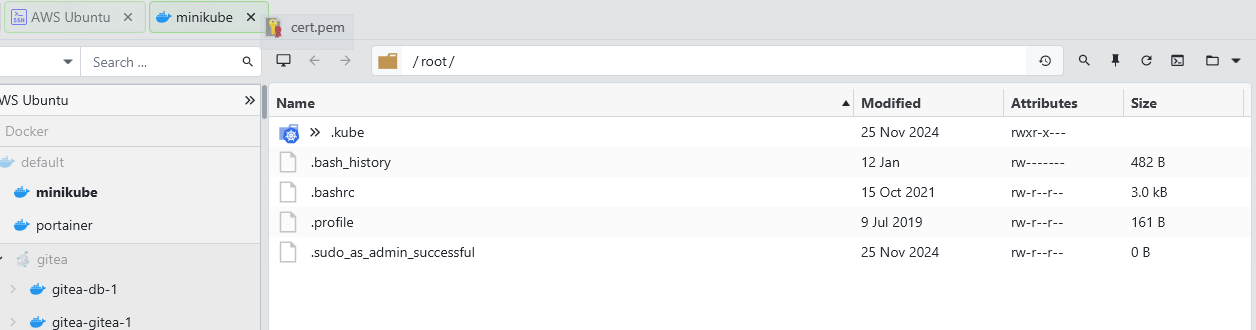 AWS Ubuntu
minikube
cert.pem
Search ...
/root/
WS Ubuntu
Name Modified Attributes Size
Docker
.kube 25 Nov 2024 rwxr-x---
default
.bash_history 12 Jan rw------- 482 B
minikube
.bashrc 15 Oct 2021 rw-r--r-- 3.0 kB
portainer
.profile 9 Jul 2019 rw-r--r-- 161 B
gitea
.sudo_as_admin_successful 25 Nov 2024 rw-r--r-- 0 B
gitea-db-1
gitea-gitea-1